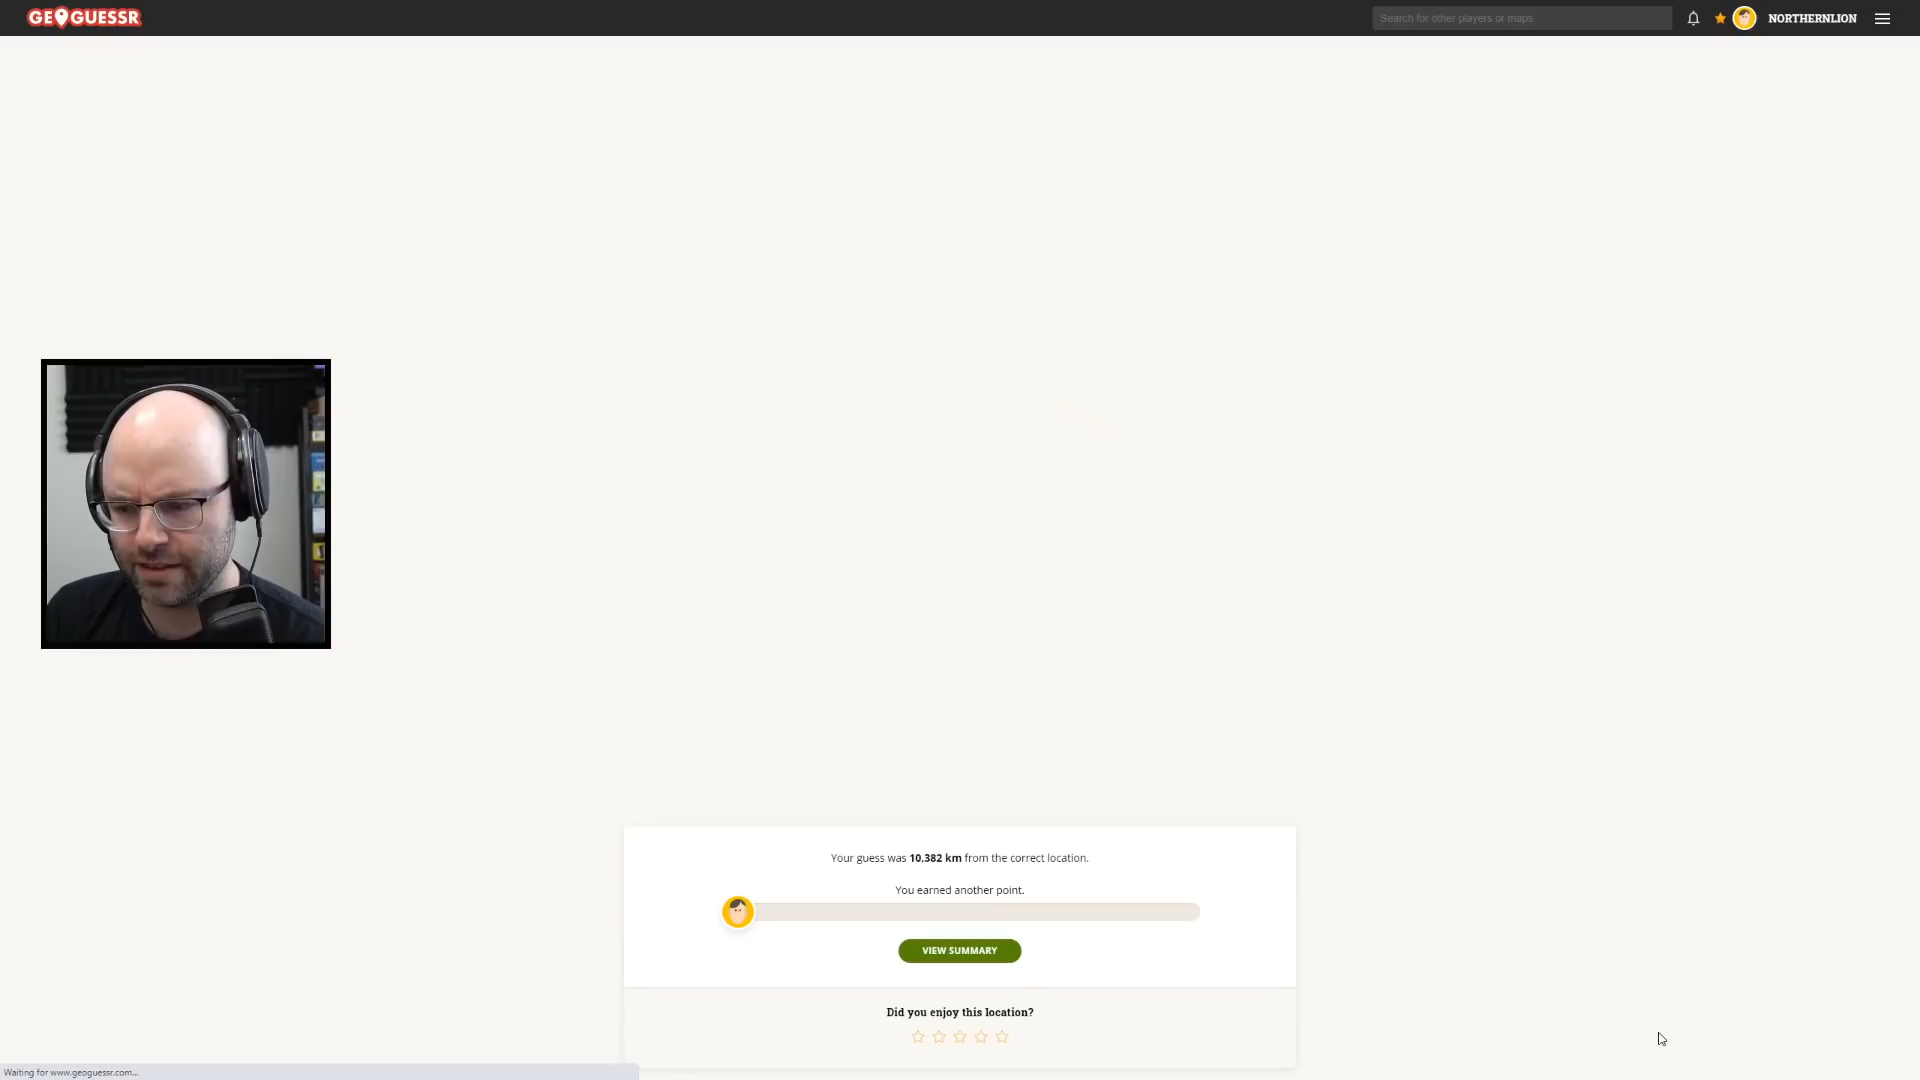 GEOGUESSR
Search for other players or maps
NORTHERNLION
Your guess was 10,382 km from the correct location.
You earned another point.
VIEW SUMMARY
Did you enjoy this location?
Waiting for www.geoguessr.com...